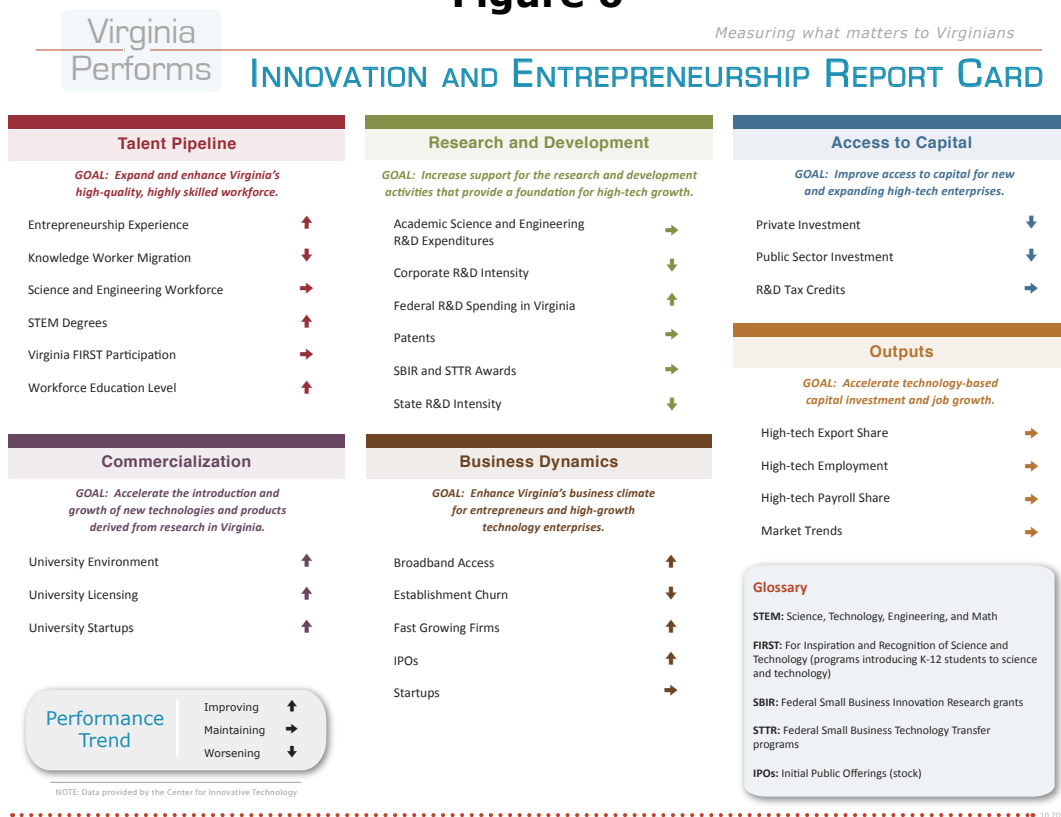 Figure 6
Virginia
Performs
Measuring what matters to Virginians
INNOVATION AND ENTREPRENEURSHIP REPORT CARD
Talent Pipeline
GOAL: Expand and enhance Virginia's
high-quality, highly skilled workforce.
Entrepreneurship Experience
Knowledge Worker Migration
Science and Engineering Workforce
STEM Degrees
Virginia FIRST Participation
Workforce Education Level
Research and Development
GOAL: Increase support for the research and development
activities that provide a foundation for high-tech growth.
Academic Science and Engineering
R&D Expenditures
Corporate R&D Intensity
Federal R&D Spending in Virginia
Patents
SBIR and STTR Awards
State R&D Intensity
Access to Capital
GOAL: Improve access to capital for new
and expanding high-tech enterprises.
Private Investment
Public Sector Investment
R&D Tax Credits
Outputs
GOAL: Accelerate technology-based
capital investment and job growth.
High-tech Export Share
High-tech Employment
High-tech Payroll Share
Market Trends
Commercialization
GOAL: Accelerate the introduction and
growth of new technologies and products
derived from research in Virginia.
University Environment
University Licensing
University Startups
Business Dynamics
GOAL: Enhance Virginia's business climate
for entrepreneurs and high-growth
technology enterprises.
Broadband Access
Establishment Churn
Fast Growing Firms
IPOs
Startups
Glossary
STEM: Science, Technology, Engineering, and Math
FIRST: For Inspiration and Recognition of Science and
Technology (programs introducing K-12 students to science
and technology)
SBIR: Federal Small Business Innovation Research grants
STTR: Federal Small Business Technology Transfer
programs
IPOs: Initial Public Offerings (stock)
Performance
Trend
Improving
Maintaining
Worsening
NOTE: Data provided by the Center for Innovative Technology